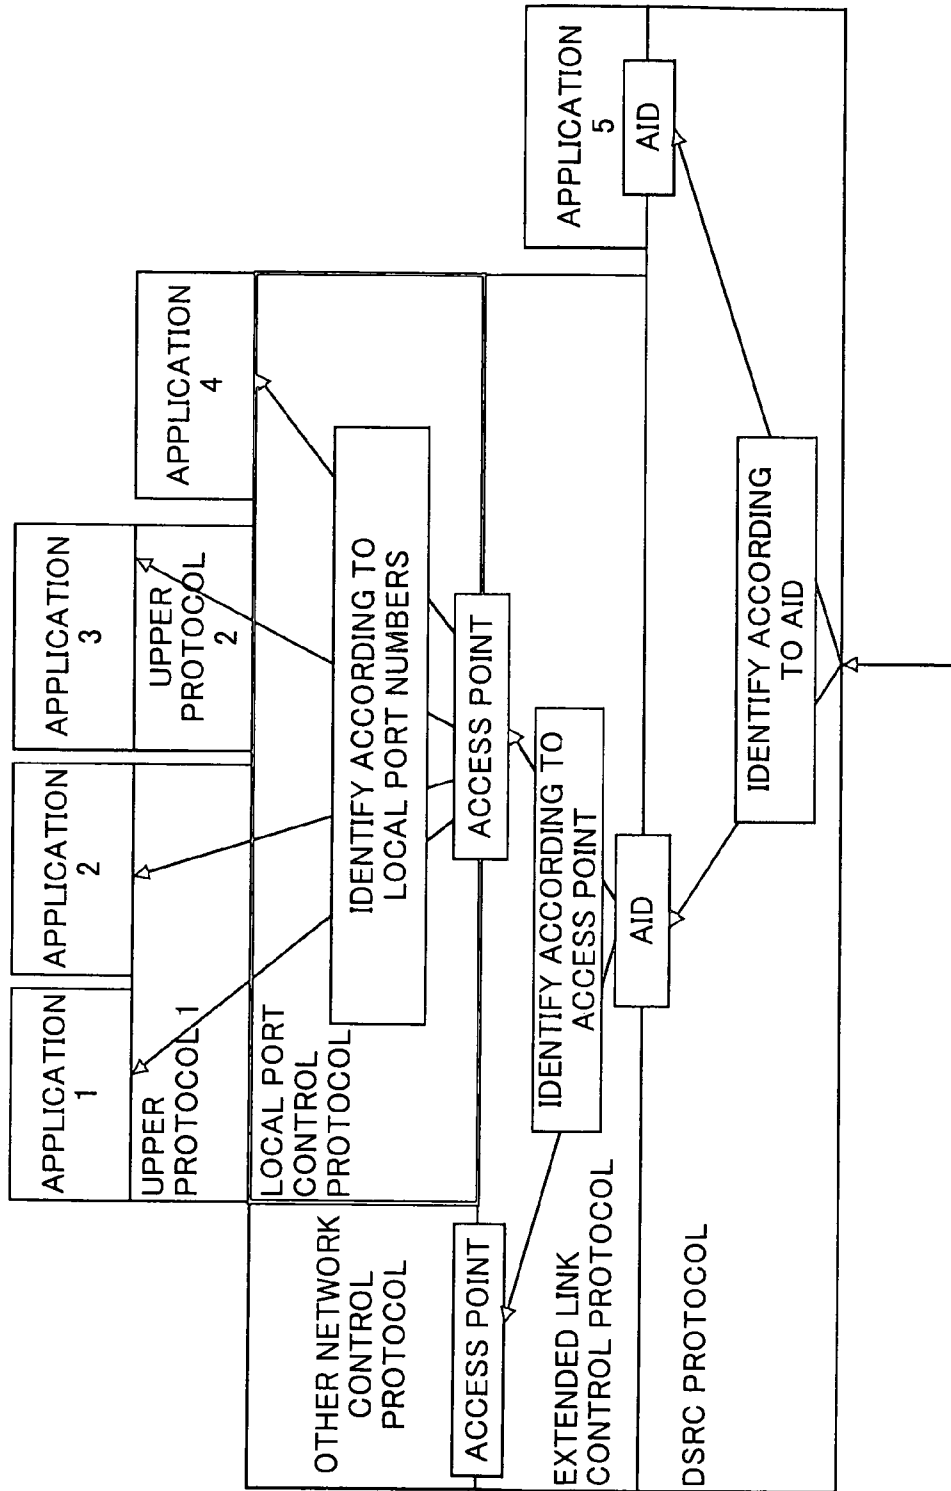 APPLICATION
1
APPLICATION
2
APPLICATION
3
APPLICATION
4
APPLICATION
5
UPPER
PROTOCOL 1
UPPER
PROTOCOL
2
OTHER NETWORK
CONTROL
PROTOCOL
LOCAL PORT
CONTROL
PROTOCOL
IDENTIFY ACCORDING TO
LOCAL PORT NUMBERS
ACCESS POINT
ACCESS POINT
EXTENDED LINK
CONTROL PROTOCOL
IDENTIFY ACCORDING TO
ACCESS POINT
AID
AID
DSRC PROTOCOL
IDENTIFY ACCORDING
TO AID